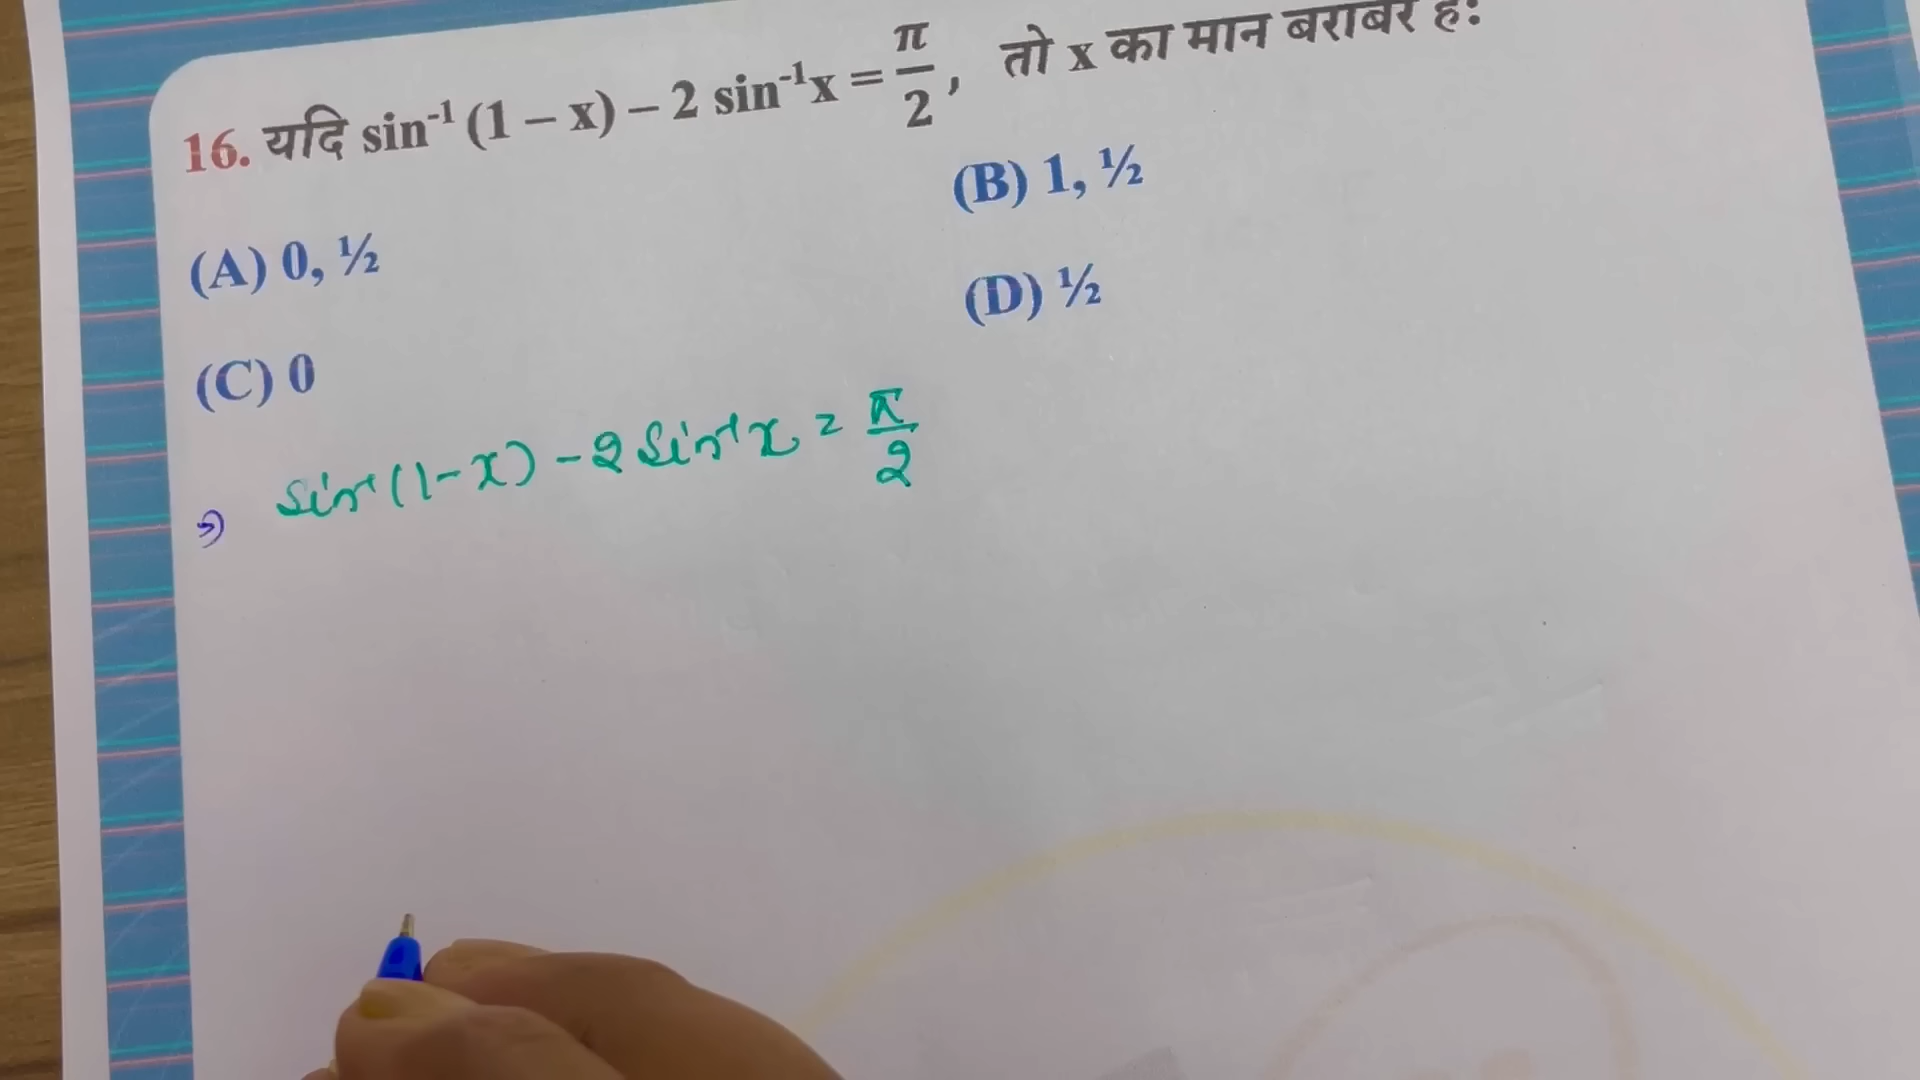 16. यदि sin⁻¹ (1 – x) – 2 sin⁻¹x = π/2, तो x का मान बराबर है:
(A) 0, ½
(B) 1, ½
(C) 0
(D) ½
⇒ sin⁻¹(1-x) - 2 sin⁻¹x = π/2